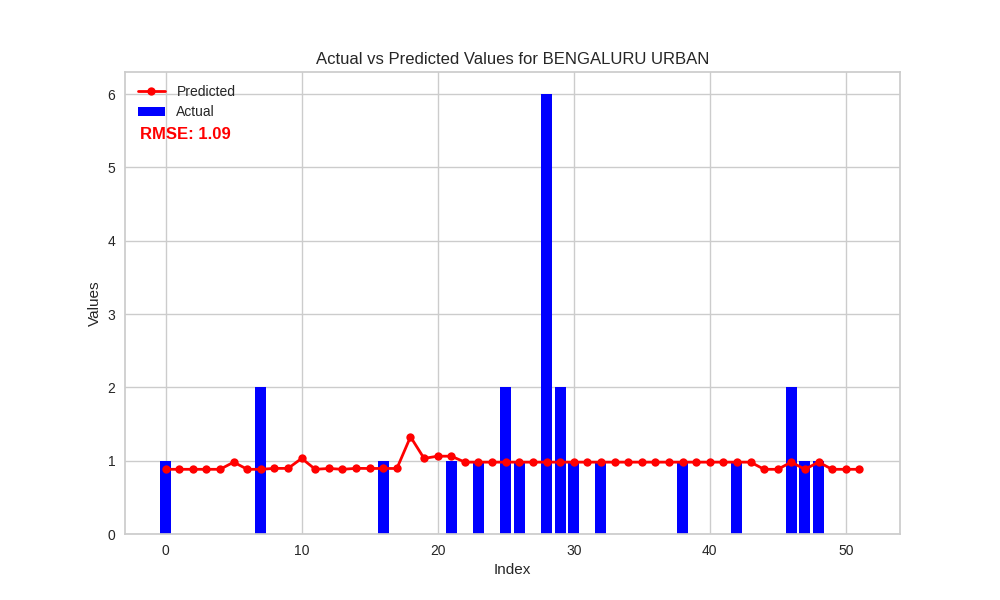 Actual vs Predicted Values for BENGALURU URBAN
Predicted
Actual
RMSE: 1.09
6
5
4
3
2
1
0
Values
0 10 20 30 40 50
Index